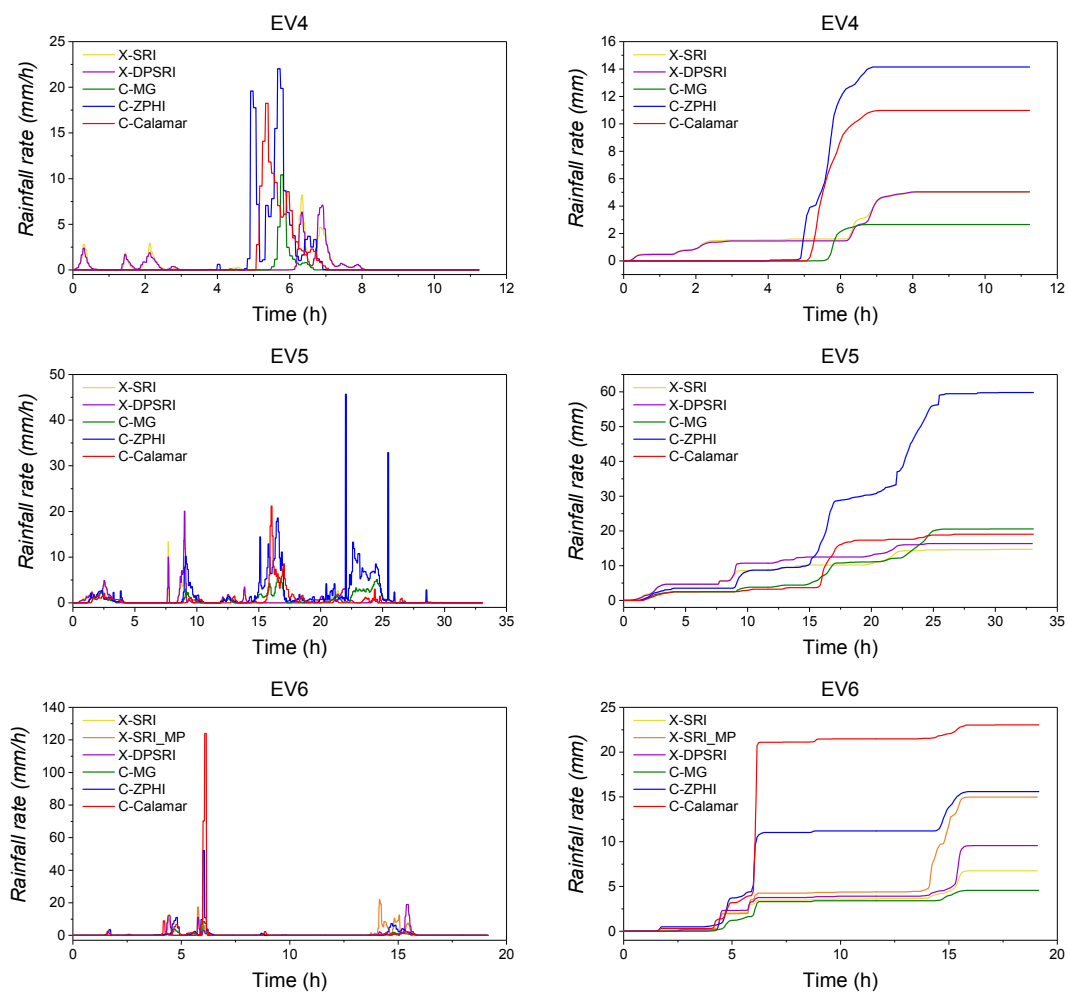 EV4
Rainfall rate (mm/h)
25
20
15
10
5
0
X-SRI
X-DPSRI
C-MG
C-ZPHI
C-Calamar
0 2 4 6 8 10 12
Time (h)
EV4
Rainfall rate (mm)
16
14
12
10
8
6
4
2
0
X-SRI
X-DPSRI
C-MG
C-ZPHI
C-Calamar
0 2 4 6 8 10 12
Time (h)
EV5
Rainfall rate (mm/h)
50
40
30
20
10
0
X-SRI
X-DPSRI
C-MG
C-ZPHI
C-Calamar
0 5 10 15 20 25 30 35
Time (h)
EV5
Rainfall rate (mm)
60
50
40
30
20
10
0
X-SRI
X-DPSRI
C-MG
C-ZPHI
C-Calamar
0 5 10 15 20 25 30 35
Time (h)
EV6
Rainfall rate (mm/h)
140
120
100
80
60
40
20
0
X-SRI
X-SRI_MP
X-DPSRI
C-MG
C-ZPHI
C-Calamar
0 5 10 15 20
Time (h)
EV6
Rainfall rate (mm)
25
20
15
10
5
0
X-SRI
X-SRI_MP
X-DPSRI
C-MG
C-ZPHI
C-Calamar
0 5 10 15 20
Time (h)